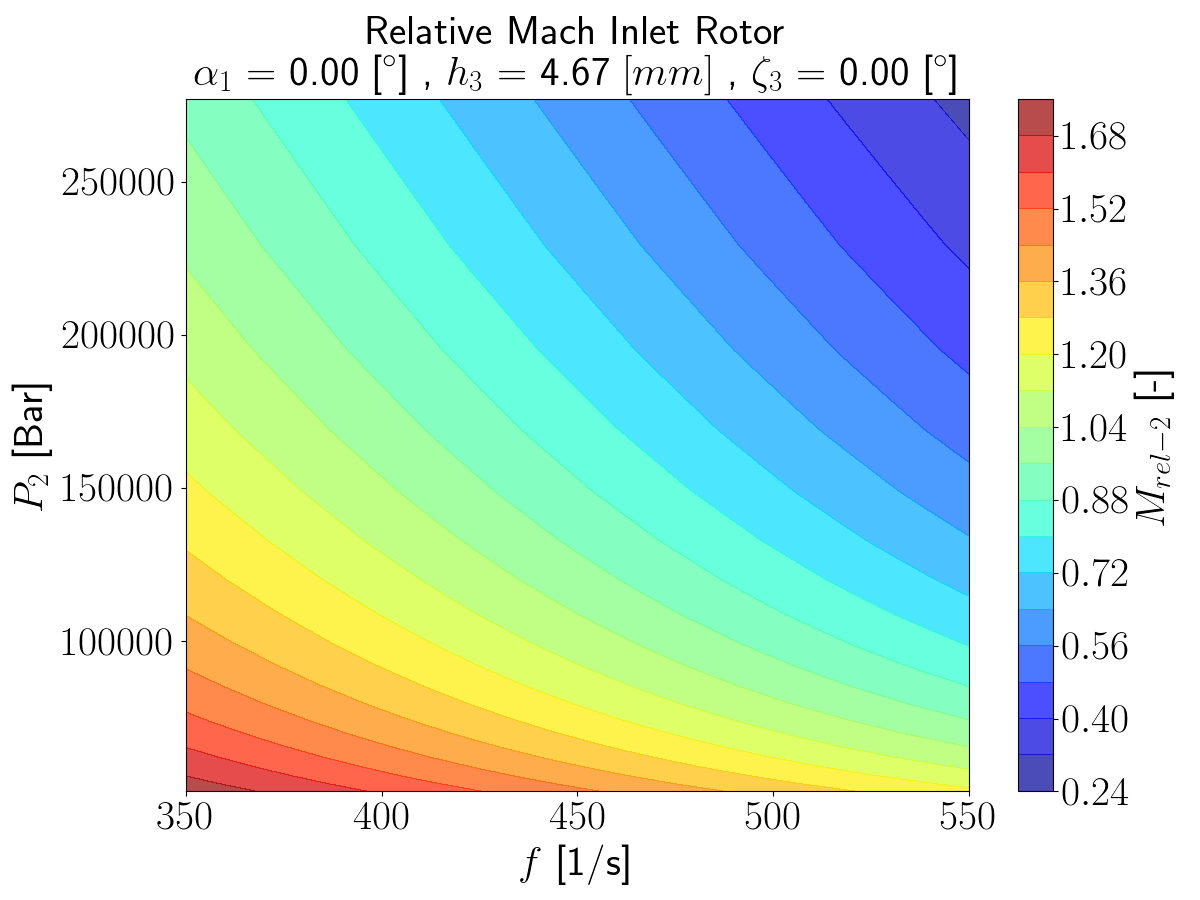 Relative Mach Inlet Rotor
α₁ = 0.00 [°] , h₃ = 4.67 [mm] , ζ₃ = 0.00 [°]
P₂ [Bar]
250000
200000
150000
100000
350 400 450 500 550
f [1/s]
1.68
1.52
1.36
1.20
1.04
0.88
0.72
0.56
0.40
0.24
M_{rel−2} [-]